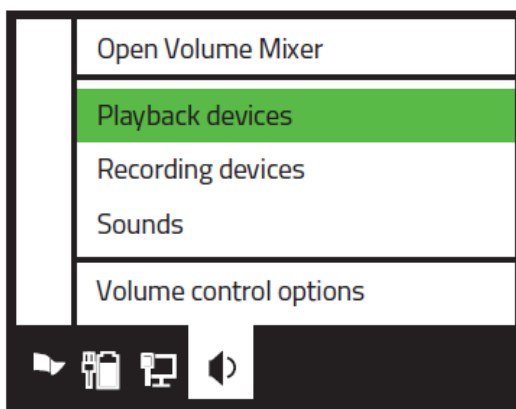 Open Volume Mixer
Playback devices
Recording devices
Sounds
Volume control options